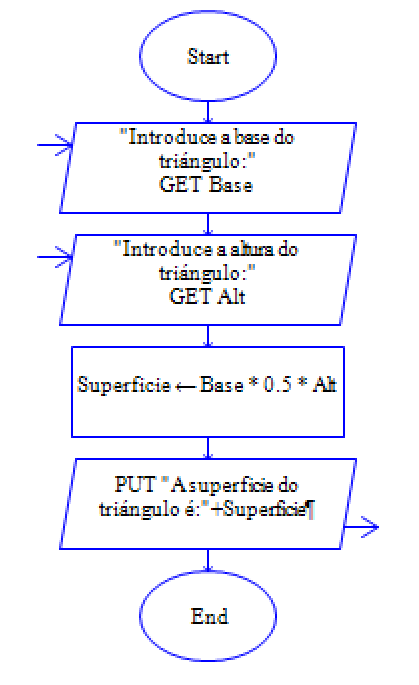 Start
"Introduce a base do
triángulo:"
GET Base
"Introduce a altura do
triángulo:"
GET Alt
Superficie ← Base * 0.5 * Alt
PUT "A superficie do
triángulo é:"+Superficie¶
End